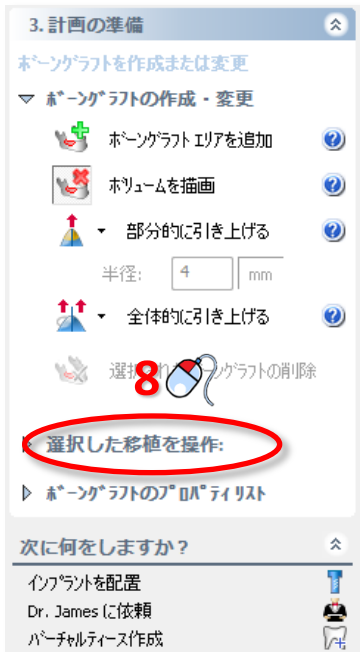 3. 計画の準備
ボーングラフトを作成または変更
ボーングラフトの作成・変更
ボーングラフト エリアを追加
ボリュームを描画
部分的に引き上げる
半径: 4 mm
全体的に引き上げる
選択 ーングラフトの削除
8
選択した移植を操作:
ボーングラフトのプロパティ リスト
次に何をしますか?
インプラントを配置
Dr. James に依頼
バーチャルティース作成